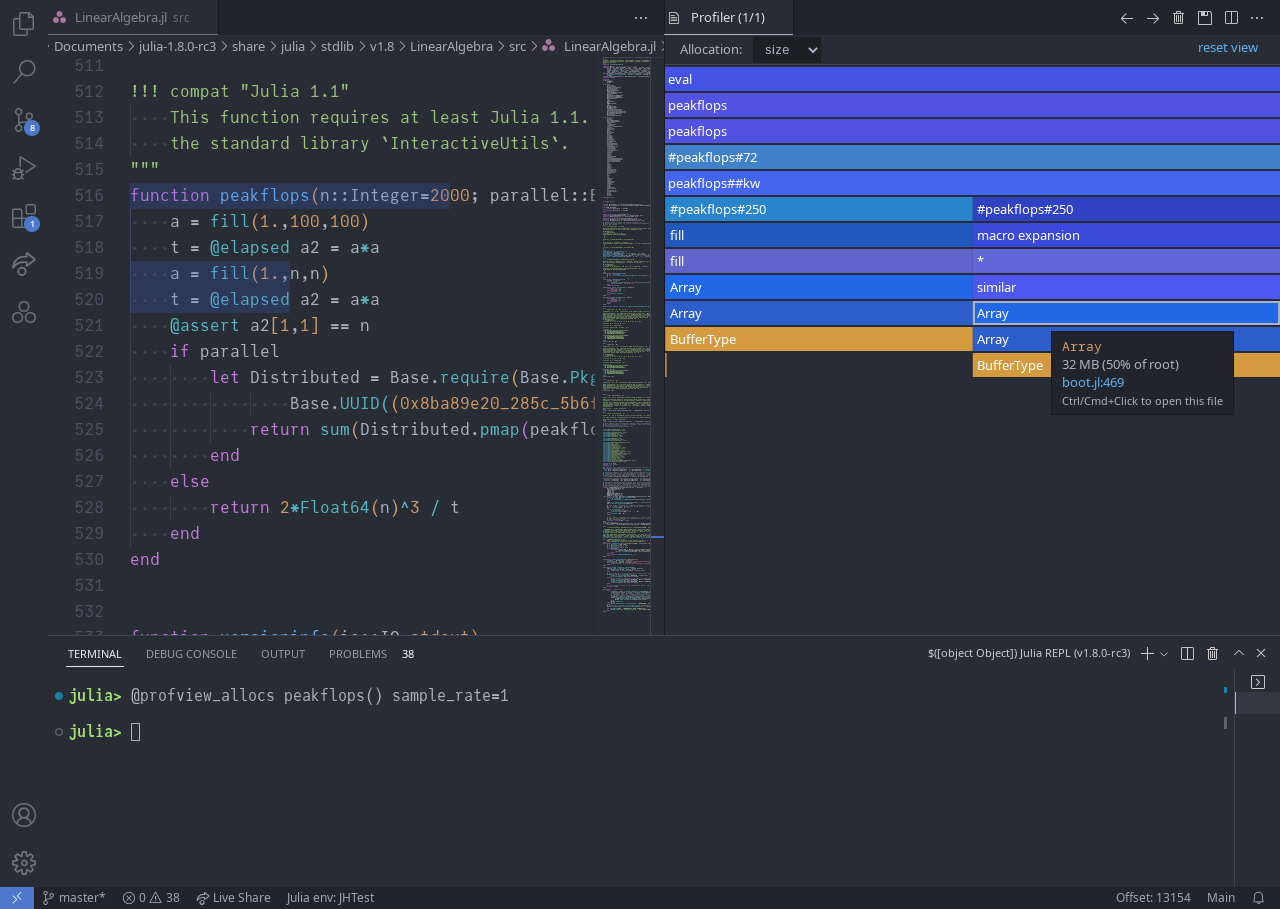 LinearAlgebra.jl src
Documents > julia-1.8.0-rc3 > share > julia > stdlib > v1.8 > LinearAlgebra > src > LinearAlgebra.jl
511
512 !!! compat "Julia 1.1"
513 ····This function requires at least Julia 1.1.
514 ····the standard library `InteractiveUtils`.
515 """
516 function peakflops(n::Integer=2000; parallel::
517 ····a = fill(1.,100,100)
518 ····t = @elapsed a2 = a*a
519 ····a = fill(1.,n,n)
520 ····t = @elapsed a2 = a*a
521 ····@assert a2[1,1] == n
522 ····if parallel
523 ········let Distributed = Base.require(Base.Pkg
524 ················Base.UUID((0x8ba89e20_285c_5b6
525 ············return sum(Distributed.pmap(peakflo
526 ········end
527 ····else
528 ········return 2*Float64(n)^3 / t
529 ····end
530 end
531
532
533 function versioninfo(io::IO=stdout)
Profiler (1/1)
Allocation: size
reset view
eval
peakflops
peakflops
#peakflops#72
peakflops##kw
#peakflops#250 #peakflops#250
fill macro expansion
fill *
Array similar
Array Array
BufferType Array
BufferType
Array
32 MB (50% of root)
boot.jl:469
Ctrl/Cmd+Click to open this file
8
1
TERMINAL DEBUG CONSOLE OUTPUT PROBLEMS 38
$([object Object]) Julia REPL (v1.8.0-rc3)
julia> @profview_allocs peakflops() sample_rate=1
julia>
master* 0 38 Live Share Julia env: JHTest Offset: 13154 Main